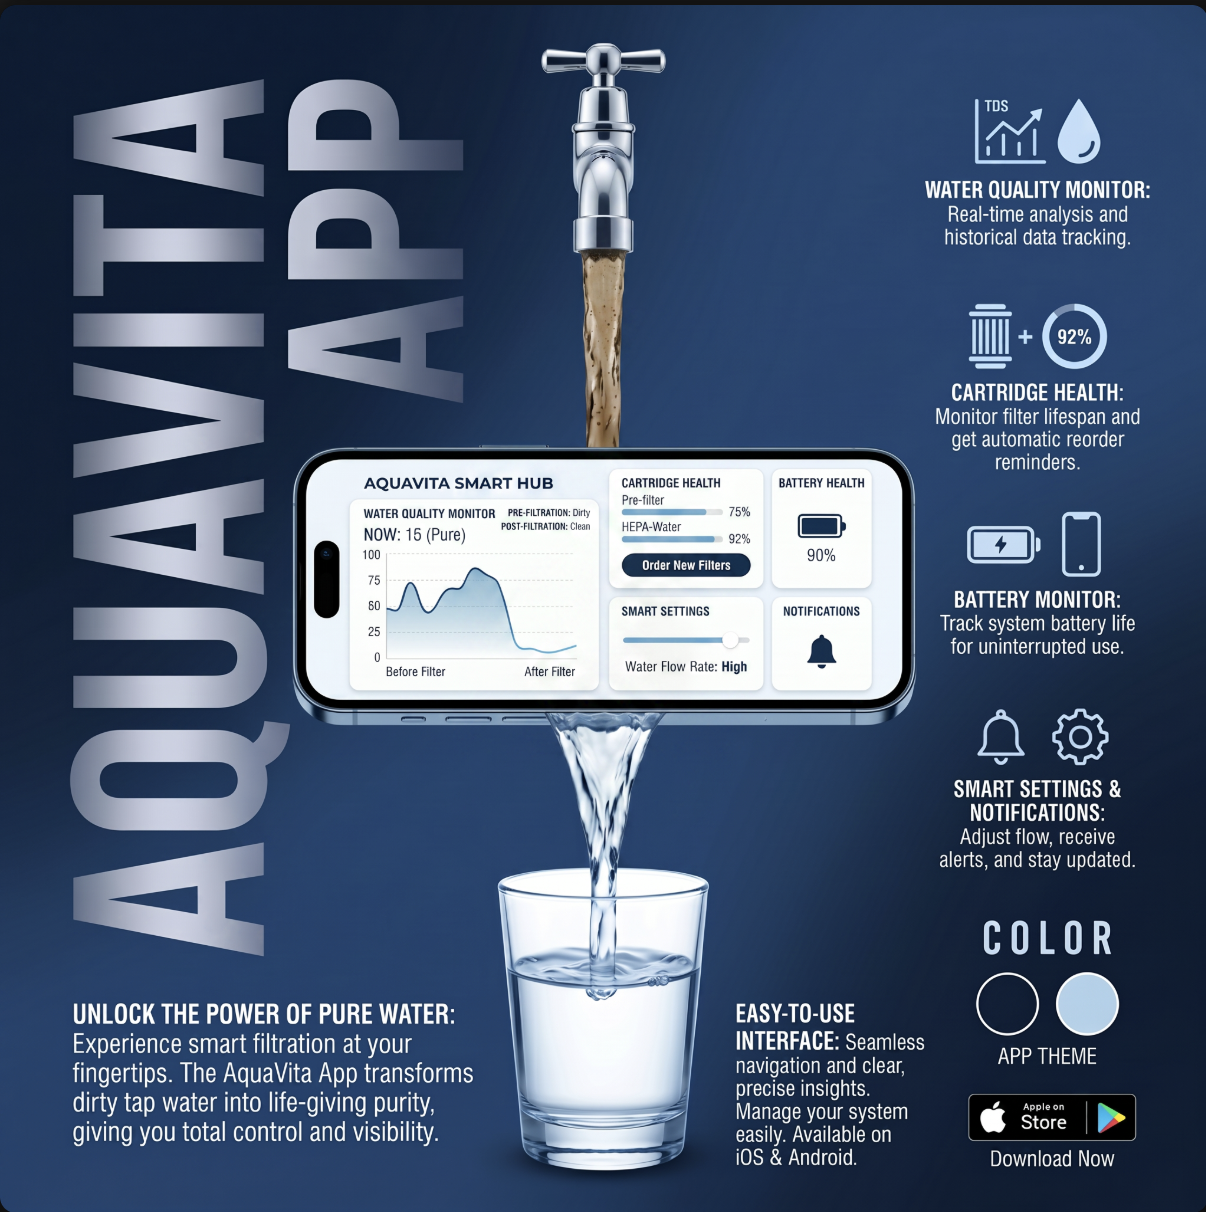 AQUAVITA
APP
TDS
WATER QUALITY MONITOR:
Real-time analysis and
historical data tracking.
92%
CARTRIDGE HEALTH:
Monitor filter lifespan and
get automatic reorder
reminders.
BATTERY MONITOR:
Track system battery life
for uninterrupted use.
SMART SETTINGS &
NOTIFICATIONS:
Adjust flow, receive
alerts, and stay updated.
COLOR
APP THEME
Apple on
Store
Download Now
AQUAVITA SMART HUB
WATER QUALITY MONITOR
PRE-FILTRATION: Dirty
POST-FILTRATION: Clean
NOW: 15 (Pure)
100
75
60
25
0
Before Filter
After Filter
CARTRIDGE HEALTH
Pre-filter
75%
HEPA-Water
92%
Order New Filters
BATTERY HEALTH
90%
SMART SETTINGS
Water Flow Rate: High
NOTIFICATIONS
UNLOCK THE POWER OF PURE WATER:
Experience smart filtration at your
fingertips. The AquaVita App transforms
dirty tap water into life-giving purity,
giving you total control and visibility.
EASY-TO-USE
INTERFACE: Seamless
navigation and clear,
precise insights.
Manage your system
easily. Available on
iOS & Android.